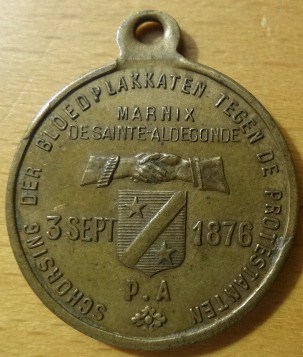 SCHORSING DER BLOEDPLAKKATEN TEGEN DE PROTESTANTEN
MARNIX
DE SAINTE-ALDEGONDE
3 SEPT 1876
P.A